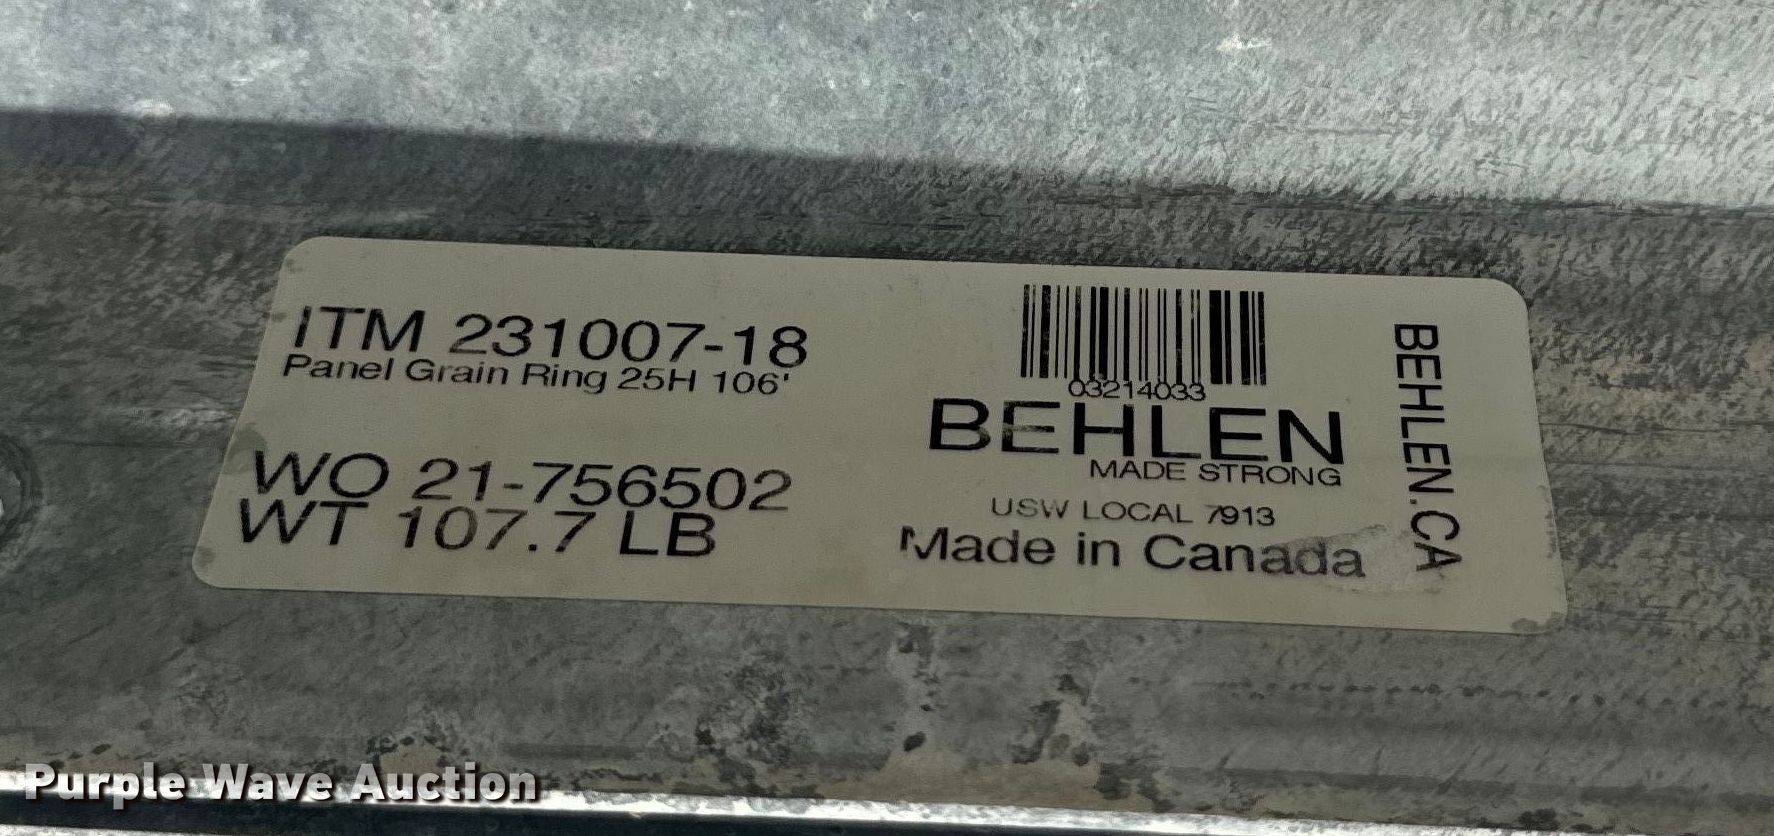 ITM 231007-18
Panel Grain Ring 25H 106'
WO 21-756502
WT 107.7 LB
03214033
BEHLEN
MADE STRONG
USW LOCAL 7913
Made in Canada
BEHLEN.CA
Purple Wave Auction